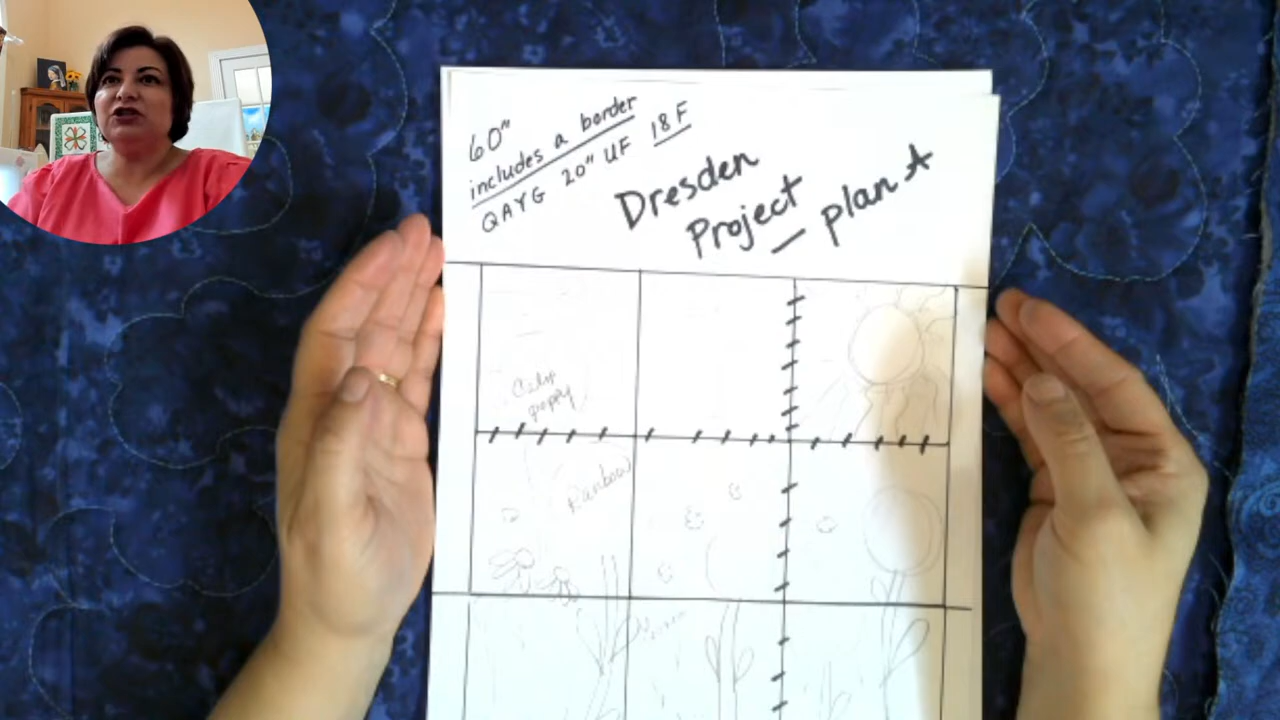 60"
includes a border
QAYG 20" UF 18 F
Dresden
Project — plan A
Rainbow